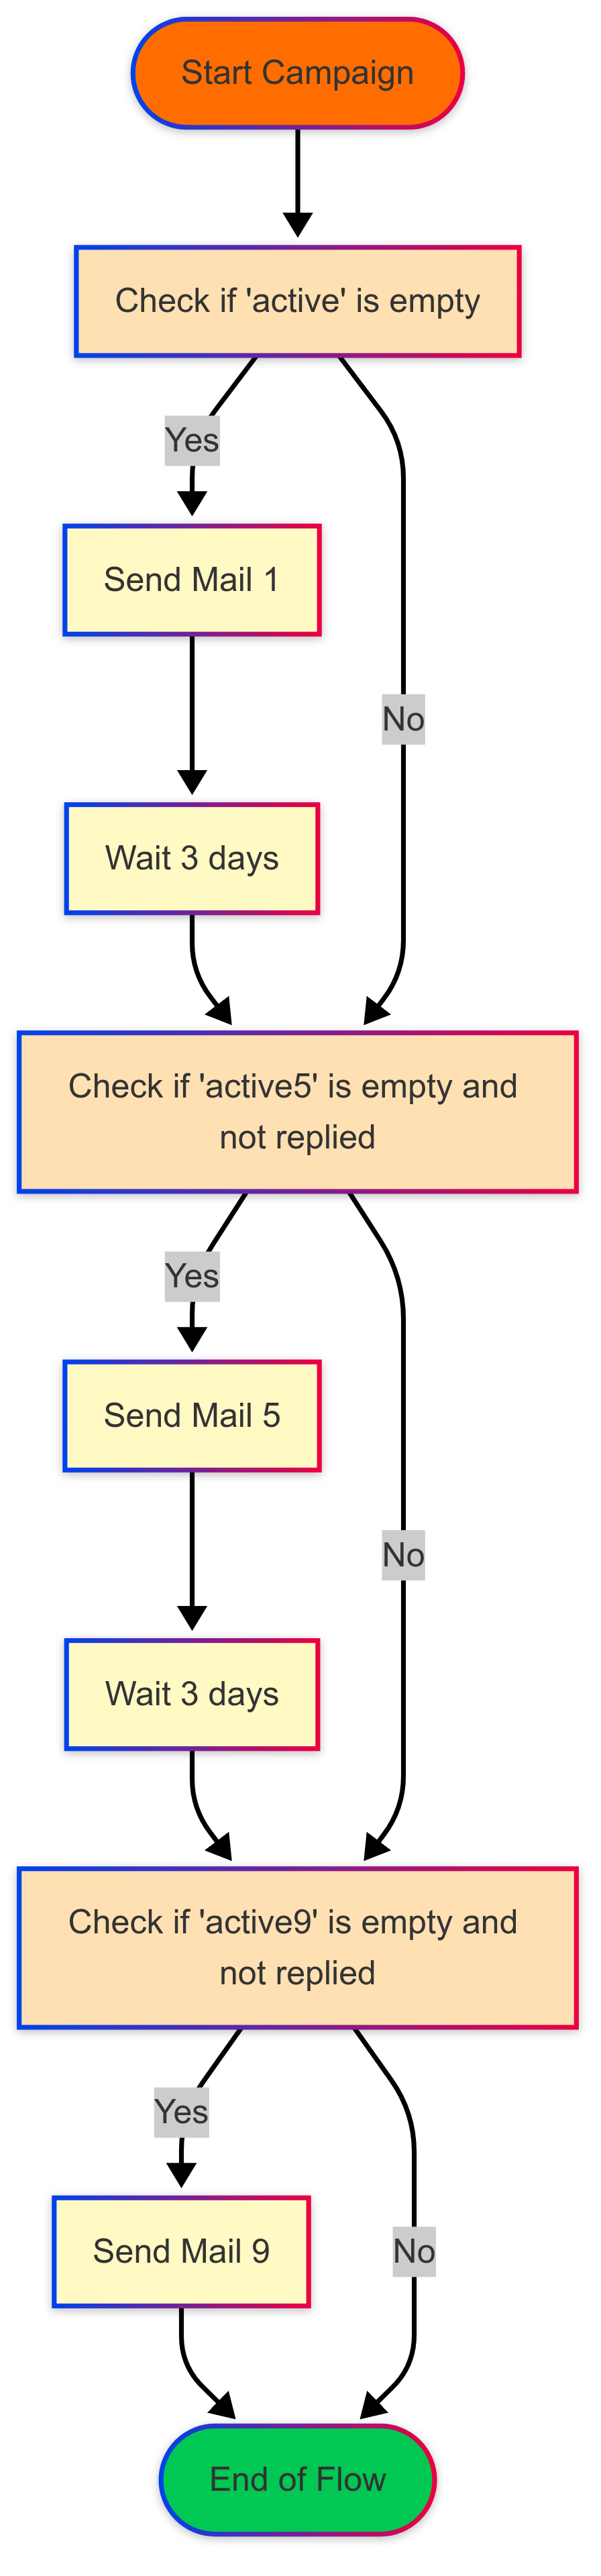 Start Campaign
Check if 'active' is empty
Yes
Send Mail 1
No
Wait 3 days
Check if 'active5' is empty and
not replied
Yes
Send Mail 5
No
Wait 3 days
Check if 'active9' is empty and
not replied
Yes
Send Mail 9
No
End of Flow